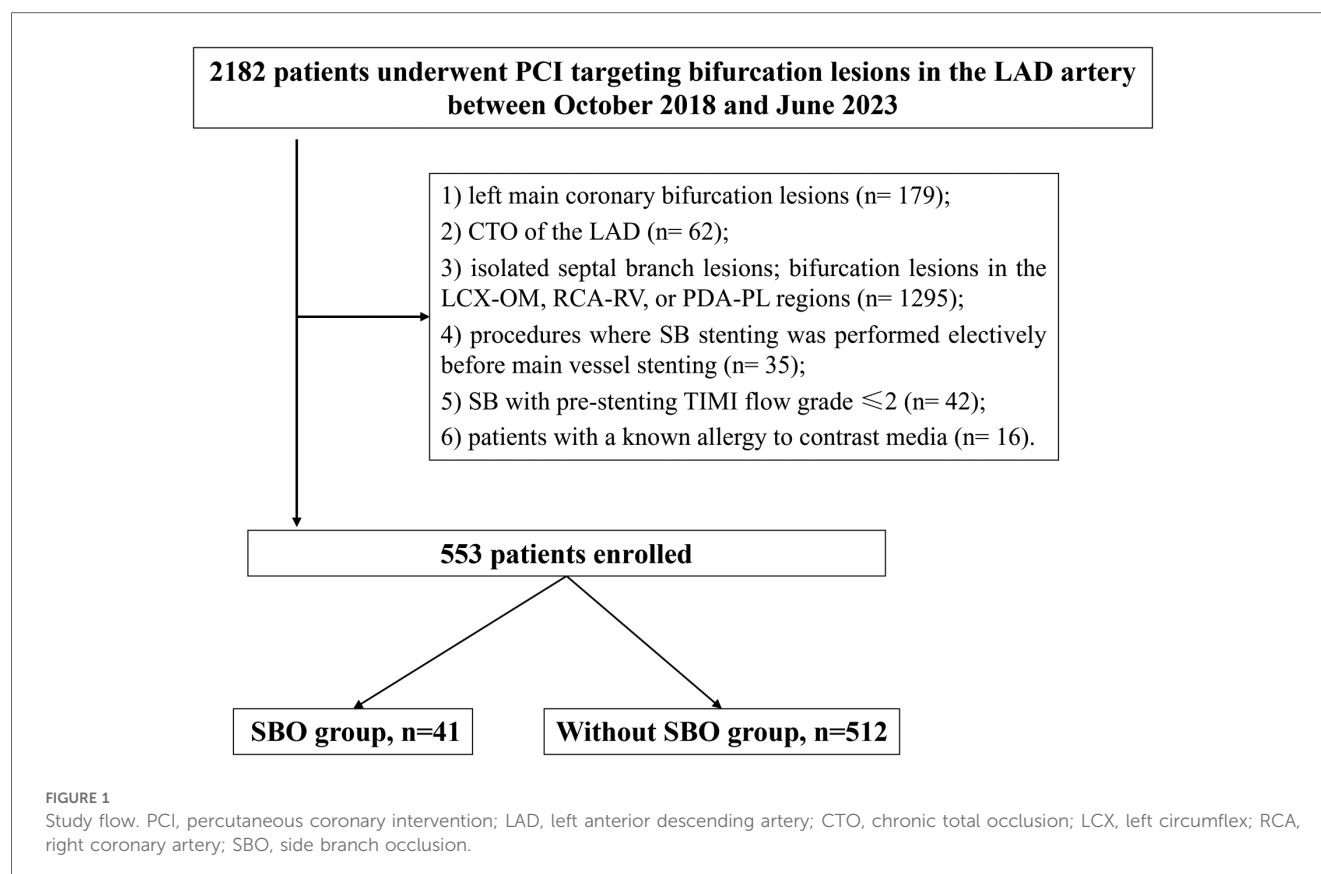 2182 patients underwent PCI targeting bifurcation lesions in the LAD artery
between October 2018 and June 2023
1) left main coronary bifurcation lesions (n= 179);
2) CTO of the LAD (n= 62);
3) isolated septal branch lesions; bifurcation lesions in the
LCX-OM, RCA-RV, or PDA-PL regions (n= 1295);
4) procedures where SB stenting was performed electively
before main vessel stenting (n= 35);
5) SB with pre-stenting TIMI flow grade ≦2 (n= 42);
6) patients with a known allergy to contrast media (n= 16).
553 patients enrolled
SBO group, n=41
Without SBO group, n=512
FIGURE 1
Study flow. PCI, percutaneous coronary intervention; LAD, left anterior descending artery; CTO, chronic total occlusion; LCX, left circumflex; RCA,
right coronary artery; SBO, side branch occlusion.